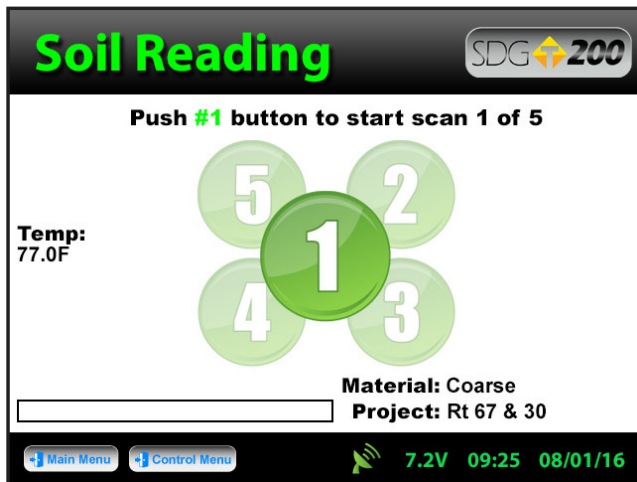 Soil Reading
SDG 200
Push #1 button to start scan 1 of 5
5 2
1
4 3
Temp:
77.0F
Material: Coarse
Project: Rt 67 & 30
Main Menu Control Menu 7.2V 09:25 08/01/16